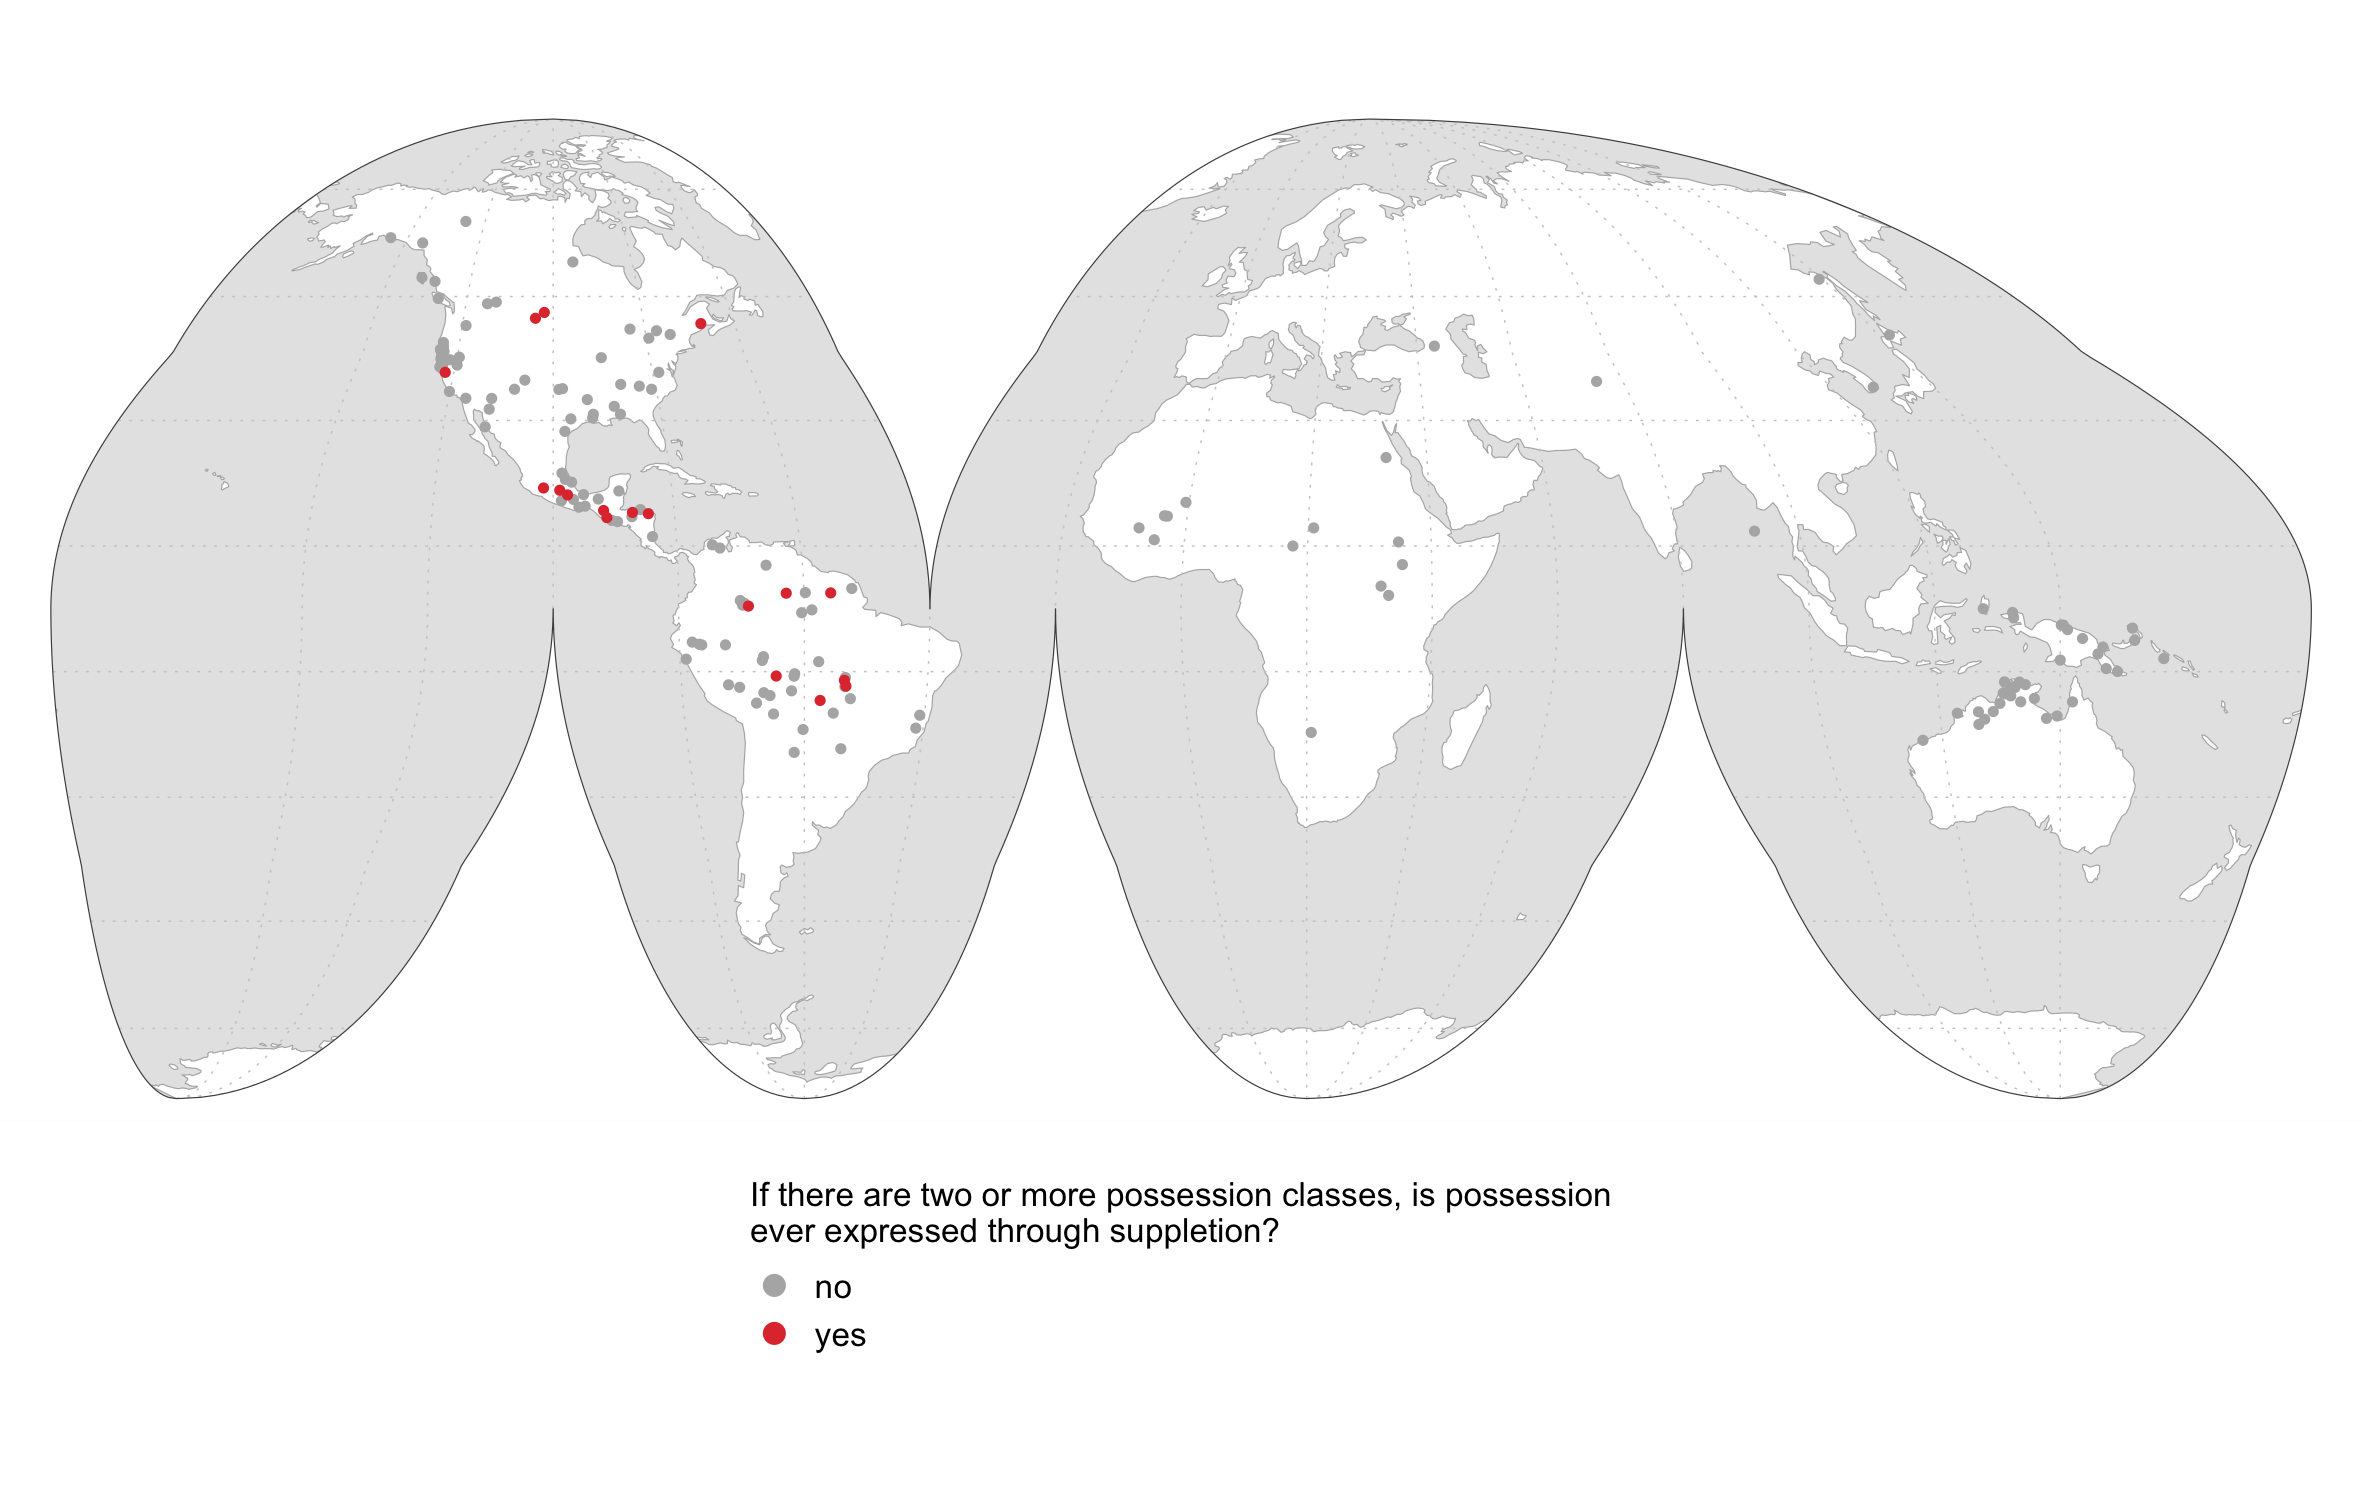 If there are two or more possession classes, is possession
ever expressed through suppletion?
no
yes